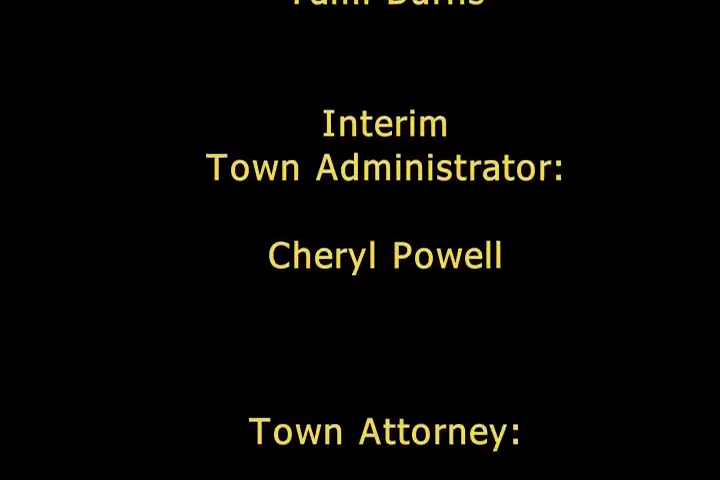 Interim
Town Administrator:
Cheryl Powell
Town Attorney: